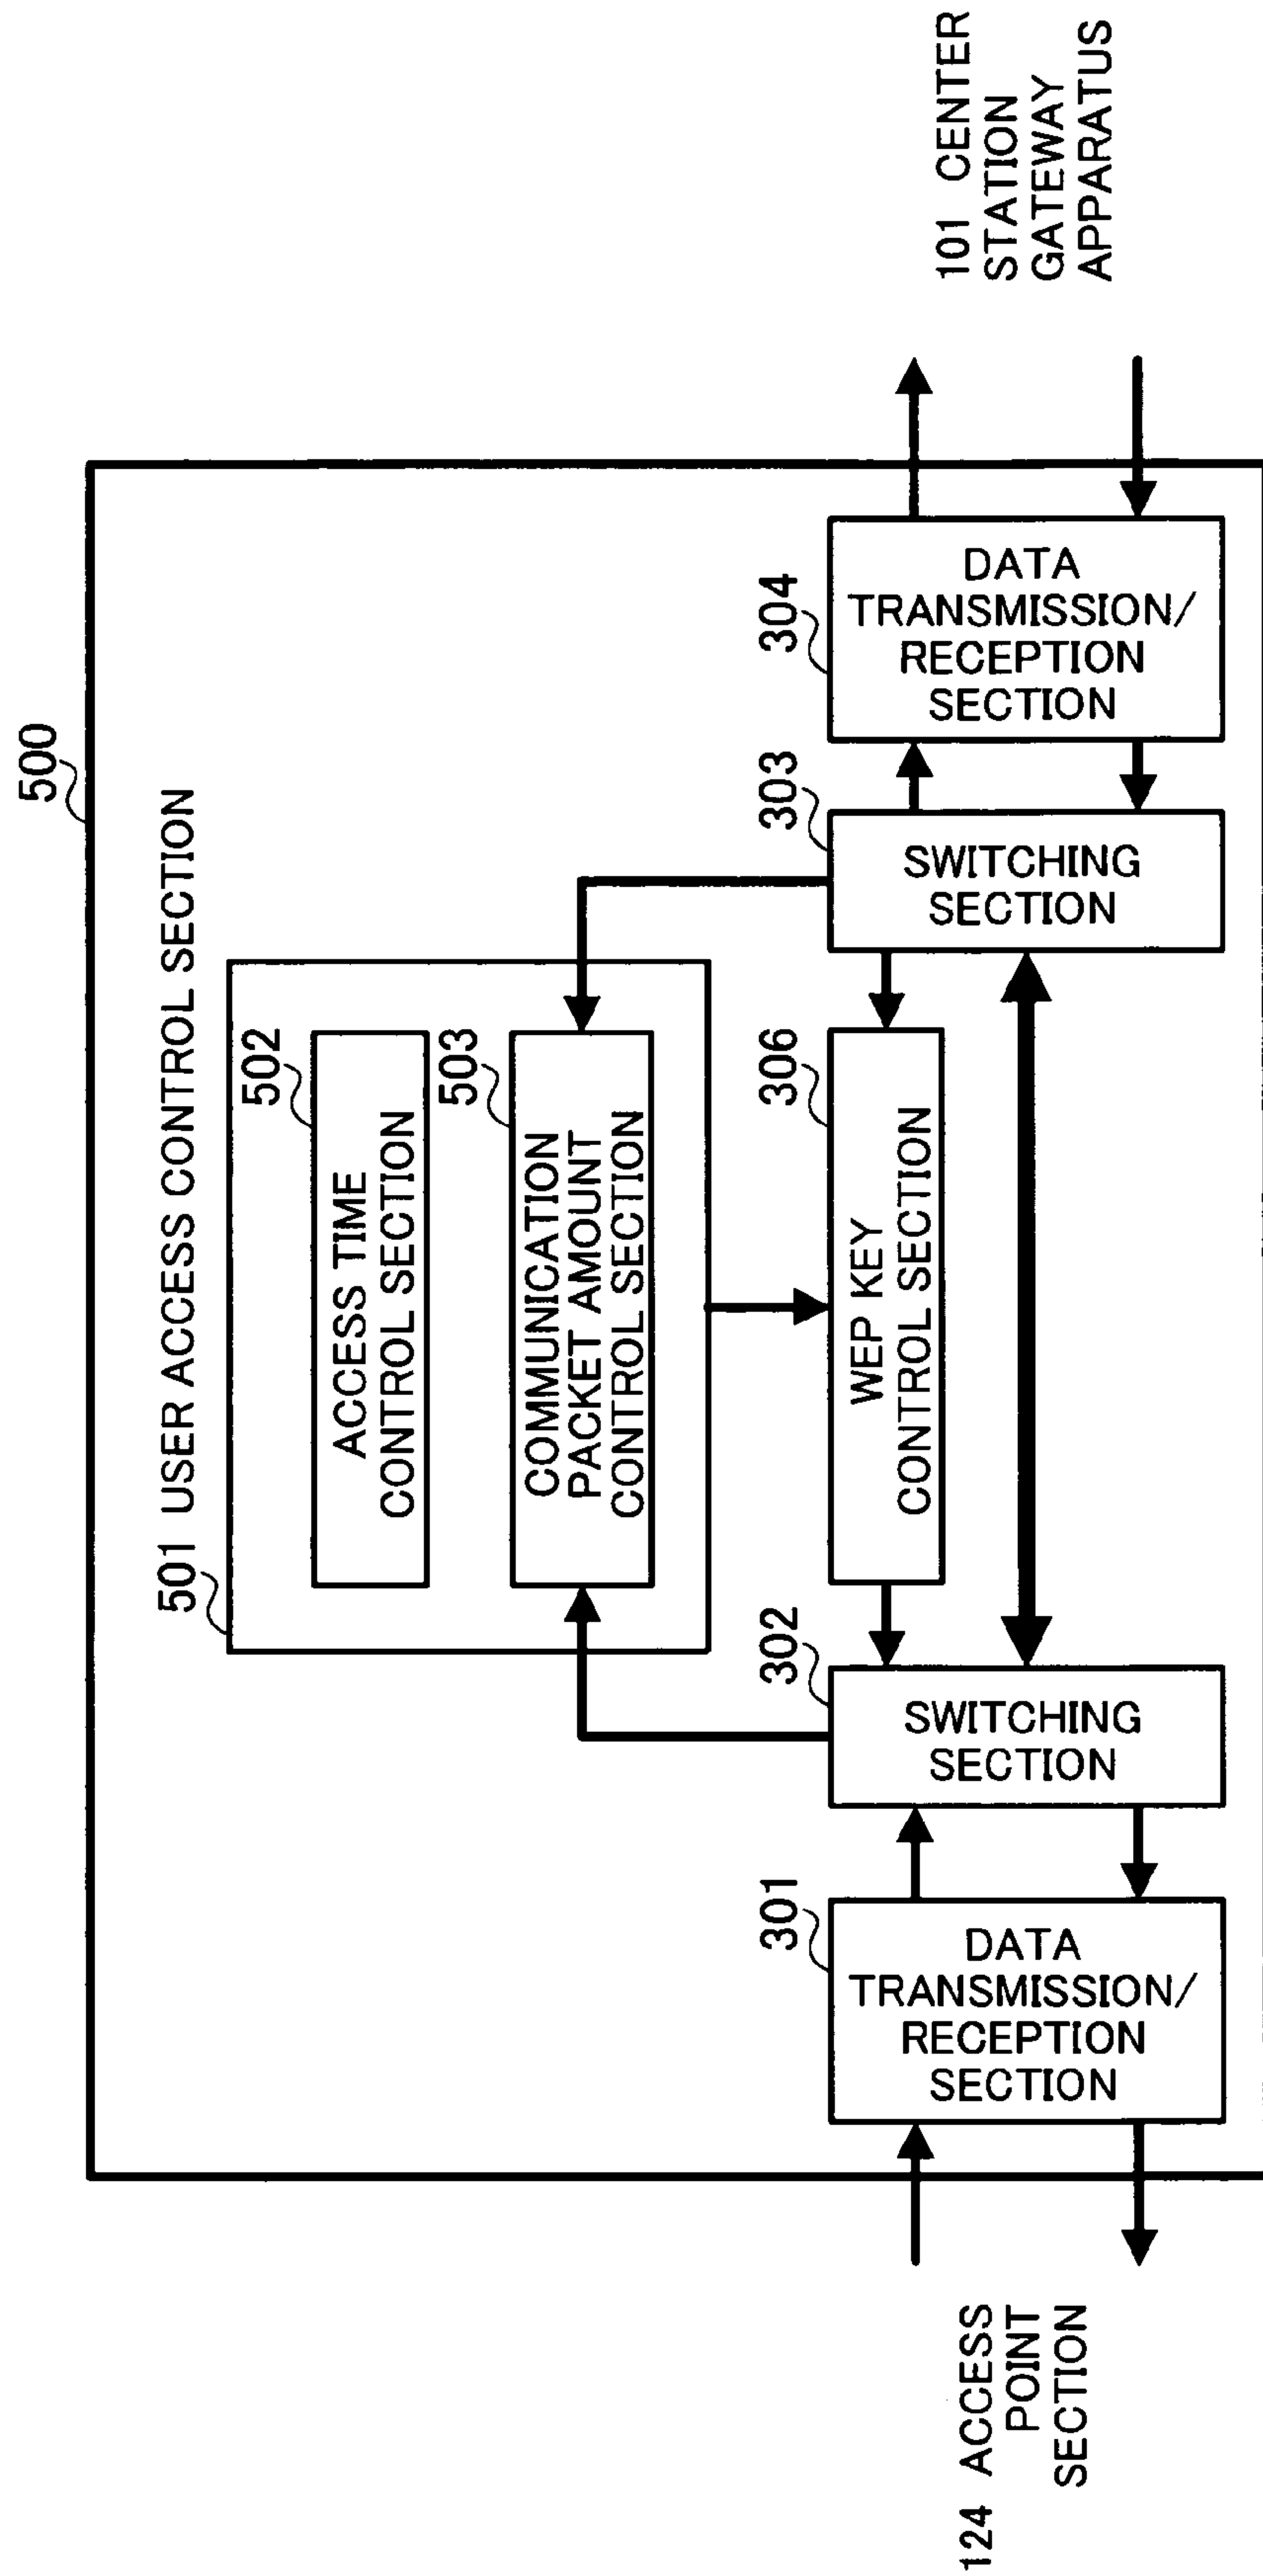 500
501 USER ACCESS CONTROL SECTION
502
ACCESS TIME
CONTROL SECTION
503
COMMUNICATION
PACKET AMOUNT
CONTROL SECTION
301
DATA
TRANSMISSION/
RECEPTION
SECTION
302
SWITCHING
SECTION
306
WEP KEY
CONTROL SECTION
303
SWITCHING
SECTION
304
DATA
TRANSMISSION/
RECEPTION
SECTION
124 ACCESS
POINT
SECTION
101 CENTER
STATION
GATEWAY
APPARATUS